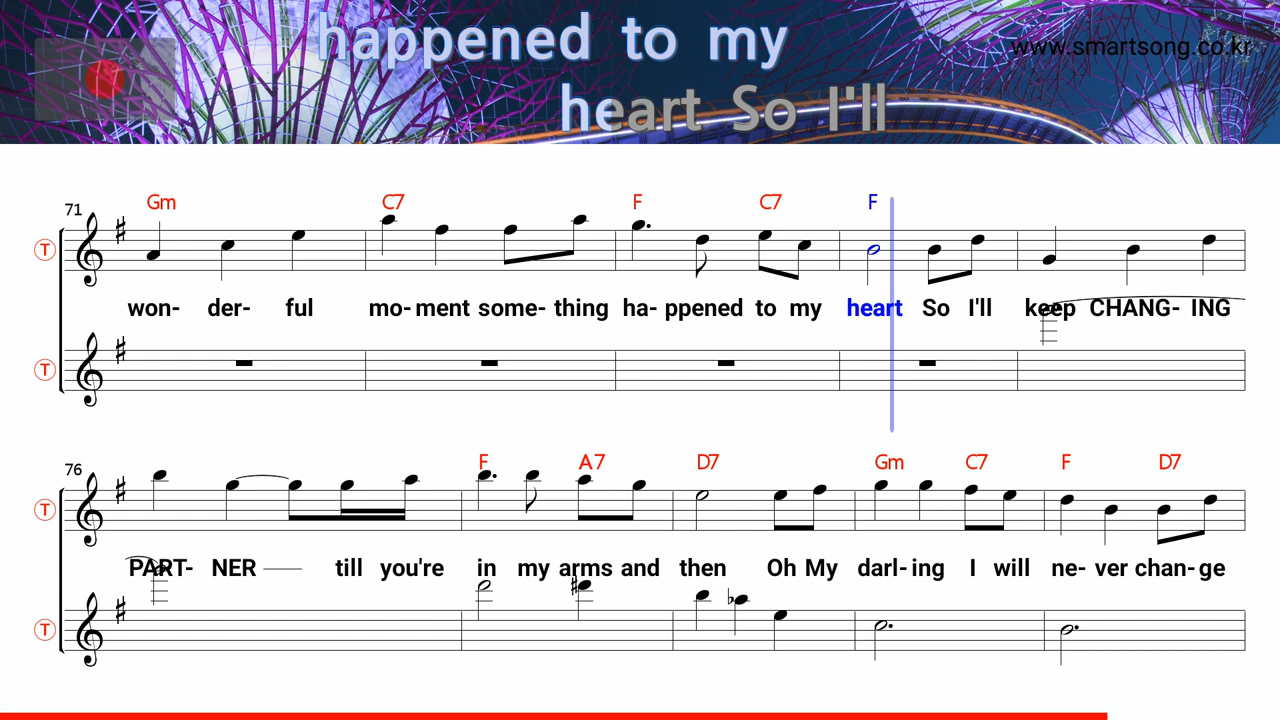 happened to my
www.smartsong.co.kr
heart So I'll
71 Gm C7 F C7 F
T
won- der- ful mo- ment some- thing ha- ppened to my heart So I'll keep CHANG- ING
T
76 F A7 D7 Gm C7 F D7
T
PART- NER till you're in my arms and then Oh My darl- ing I will ne- ver chan- ge
T